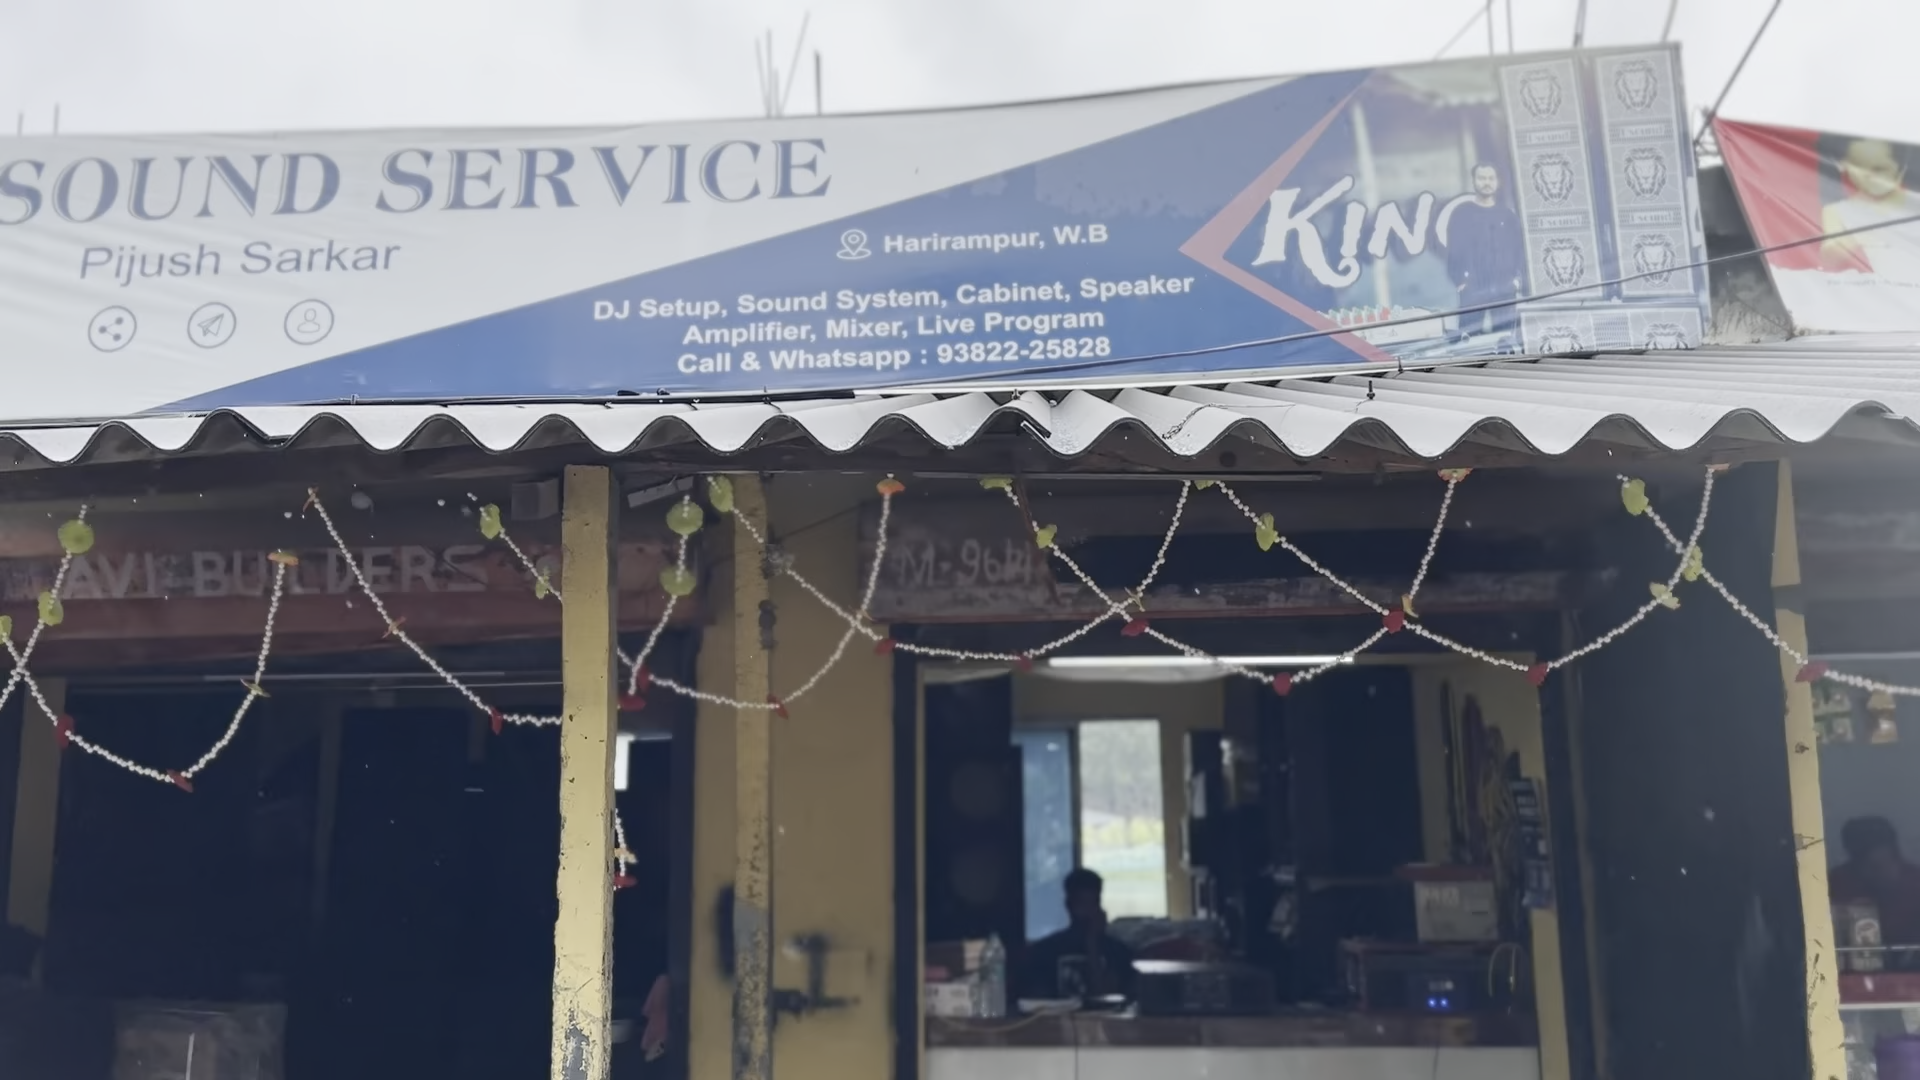 SOUND SERVICE
Pijush Sarkar
Harirampur, W.B
DJ Setup, Sound System, Cabinet, Speaker
Amplifier, Mixer, Live Program
Call & Whatsapp : 93822-25828
KING
AVI BUILDERS